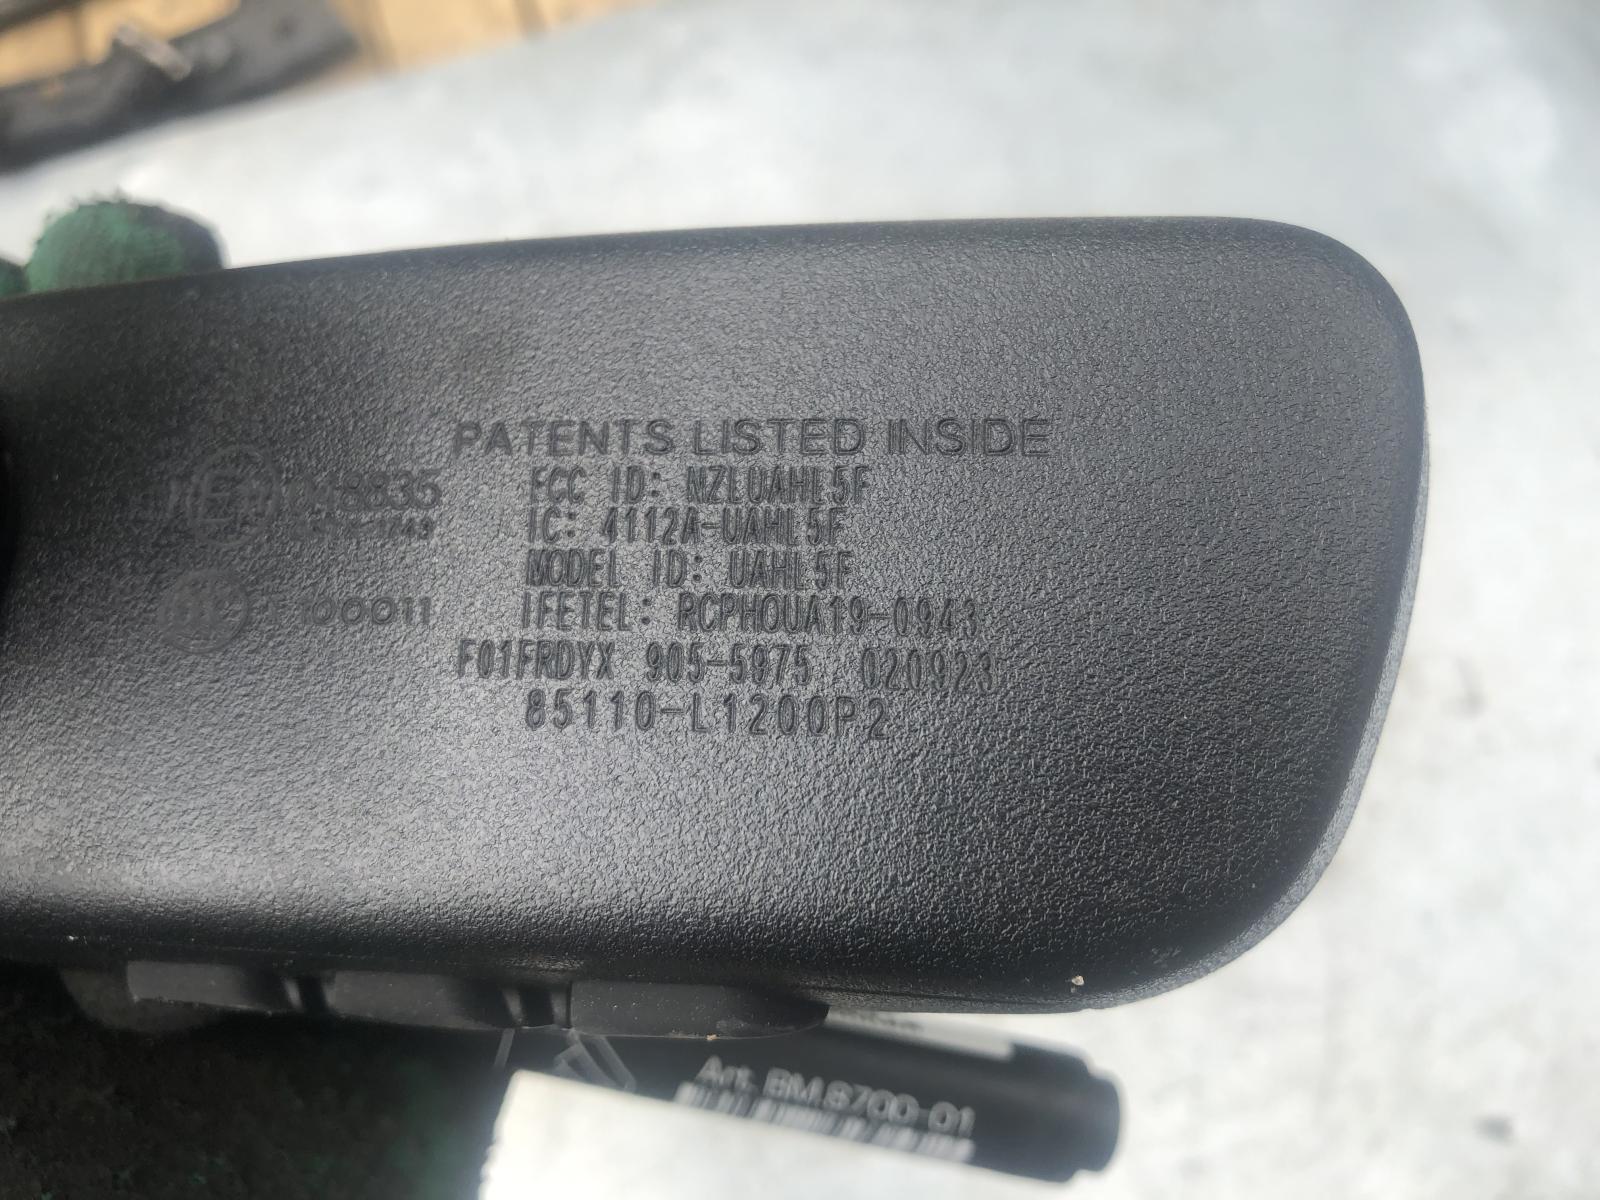 PATENTS LISTED INSIDE
FCC ID: NZLUAHL5F
IC: 4112A-UAHL5F
MODEL ID: UAHL5F
IFETEL: RCPHOUA19-0943
F01FRDYX 905-5975 020923
85110-L1200P2
100011
Art. BM.8700-01